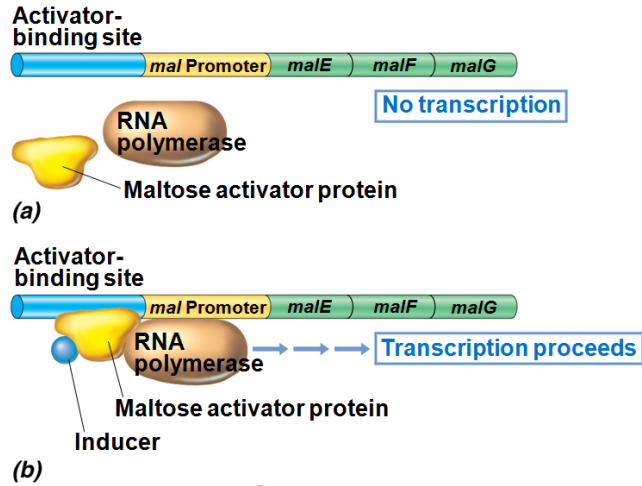 Activator-
binding site
mal Promoter malE malF malG
No transcription
RNA
polymerase
Maltose activator protein
(a)
Activator-
binding site
mal Promoter malE malF malG
RNA
polymerase
Transcription proceeds
Maltose activator protein
Inducer
(b)